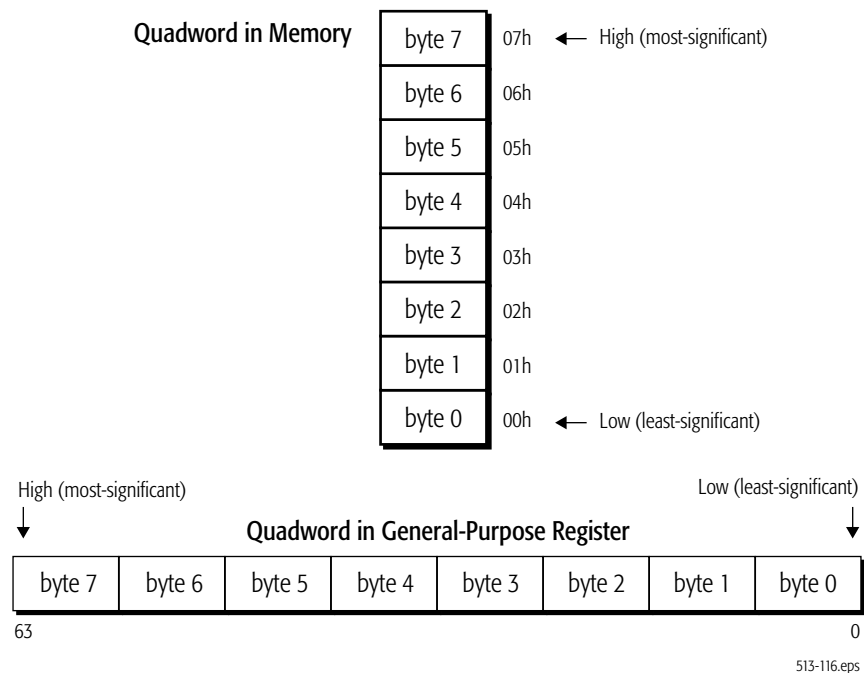 Quadword in Memory
byte 7 07h High (most-significant)
byte 6 06h
byte 5 05h
byte 4 04h
byte 3 03h
byte 2 02h
byte 1 01h
byte 0 00h Low (least-significant)
High (most-significant) Low (least-significant)
Quadword in General-Purpose Register
byte 7 byte 6 byte 5 byte 4 byte 3 byte 2 byte 1 byte 0
63 0
513-116.eps